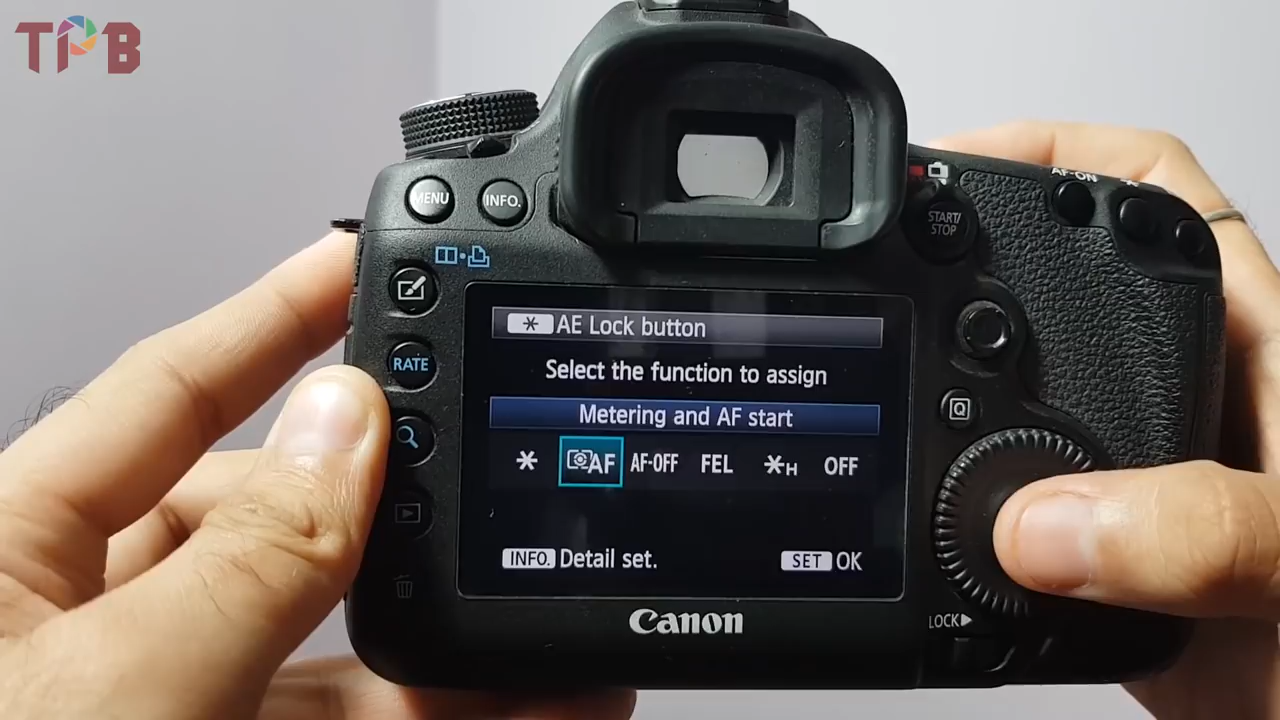 TPB
MENU
INFO.
START/
STOP
AF-ON
RATE
Q
* AE Lock button
Select the function to assign
Metering and AF start
* AF AF-OFF FEL *H OFF
INFO. Detail set.
SET OK
Canon
LOCK▶